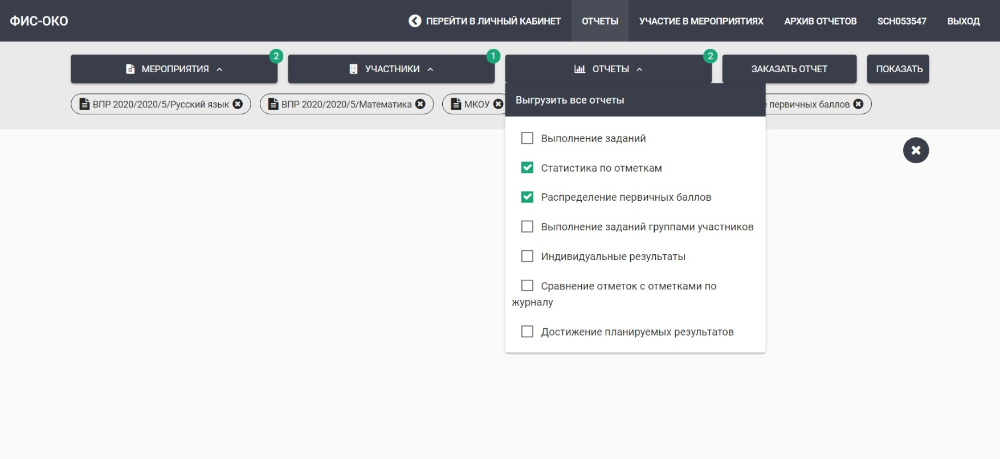 ФИС-ОКО
ПЕРЕЙТИ В ЛИЧНЫЙ КАБИНЕТ
ОТЧЕТЫ
УЧАСТИЕ В МЕРОПРИЯТИЯХ
АРХИВ ОТЧЕТОВ
SCH053547
ВЫХОД
МЕРОПРИЯТИЯ
2
УЧАСТНИКИ
1
ОТЧЕТЫ
2
ЗАКАЗАТЬ ОТЧЕТ
ПОКАЗАТЬ
ВПР 2020/2020/5/Русский язык
ВПР 2020/2020/5/Математика
МКОУ
первичных баллов
Выгрузить все отчеты
Выполнение заданий
Статистика по отметкам
Распределение первичных баллов
Выполнение заданий группами участников
Индивидуальные результаты
Сравнение отметок с отметками по
журналу
Достижение планируемых результатов